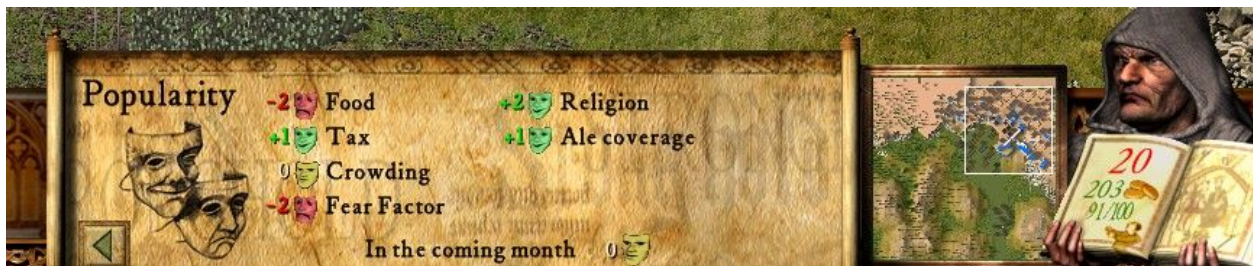 Popularity
-2 Food
+1 Tax
0 Crowding
-2 Fear Factor
+2 Religion
+1 Ale coverage
In the coming month 0
20
203
91/100